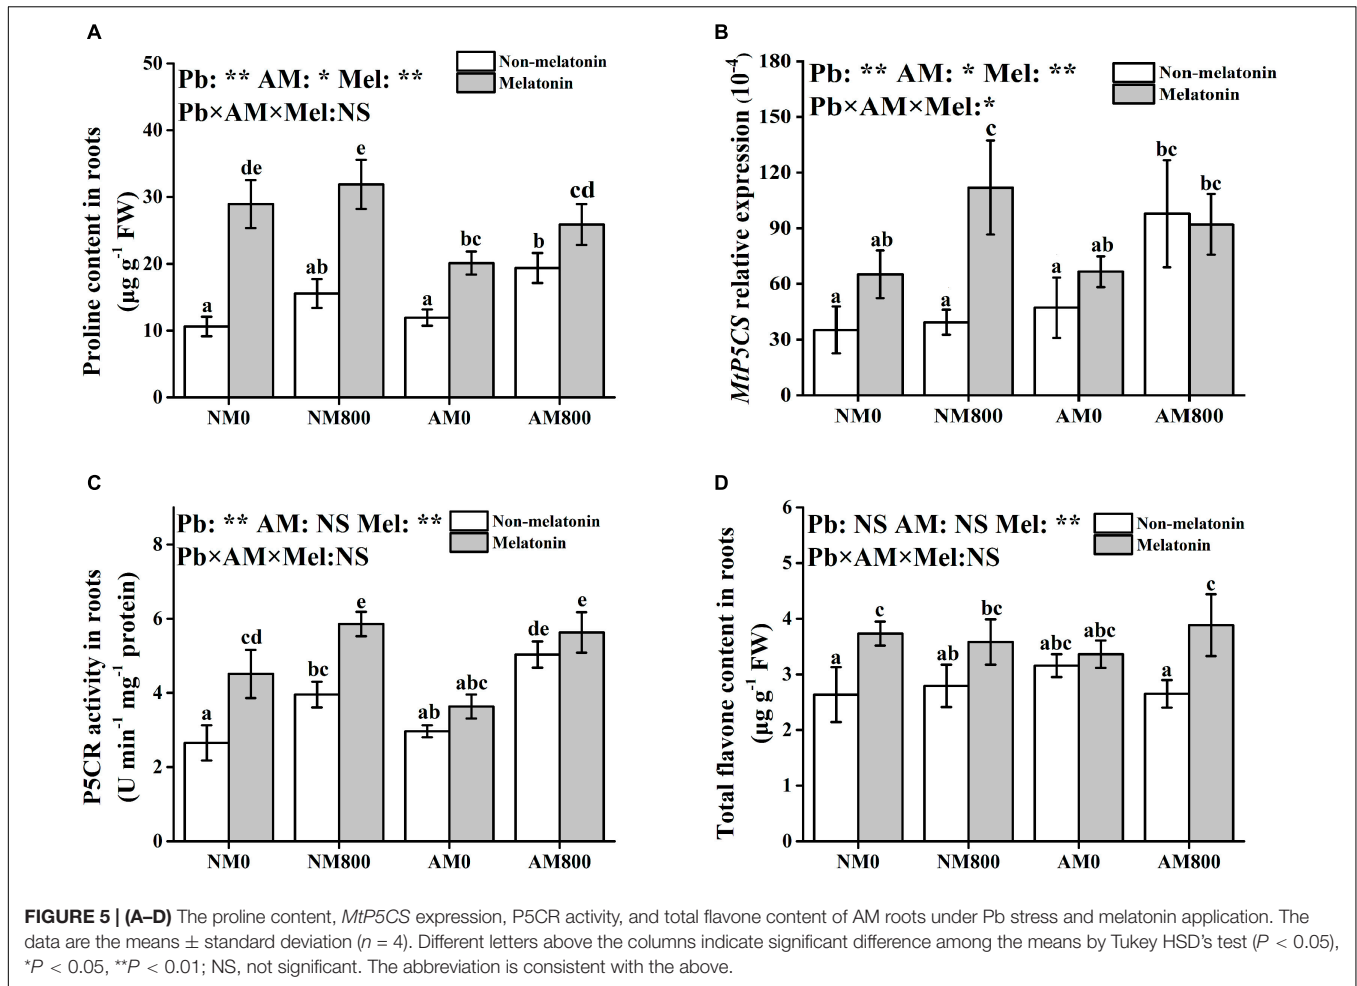 A
Proline content in roots
(μg g⁻¹ FW)
50
40
30
20
10
0
Pb: ** AM: * Mel: **
Pb×AM×Mel:NS
Non-melatonin
Melatonin
a
de
ab
e
a
bc
b
cd
NM0 NM800 AM0 AM800
B
MtP5CS relative expression (10⁻⁴)
180
150
120
90
60
30
0
Pb: ** AM: * Mel: **
Pb×AM×Mel:*
Non-melatonin
Melatonin
a
ab
a
c
a
ab
bc
bc
NM0 NM800 AM0 AM800
C
P5CR activity in roots
(U min⁻¹ mg⁻¹ protein)
8
6
4
2
0
Pb: ** AM: NS Mel: **
Pb×AM×Mel:NS
Non-melatonin
Melatonin
a
cd
bc
e
ab
abc
de
e
NM0 NM800 AM0 AM800
D
Total flavone content in roots
(μg g⁻¹ FW)
6
5
4
3
2
1
0
Pb: NS AM: NS Mel: **
Pb×AM×Mel:NS
Non-melatonin
Melatonin
a
c
ab
bc
abc
abc
a
c
NM0 NM800 AM0 AM800
FIGURE 5 | (A–D) The proline content, MtP5CS expression, P5CR activity, and total flavone content of AM roots under Pb stress and melatonin application. The
data are the means ± standard deviation (n = 4). Different letters above the columns indicate significant difference among the means by Tukey HSD's test (P < 0.05),
*P < 0.05, **P < 0.01; NS, not significant. The abbreviation is consistent with the above.